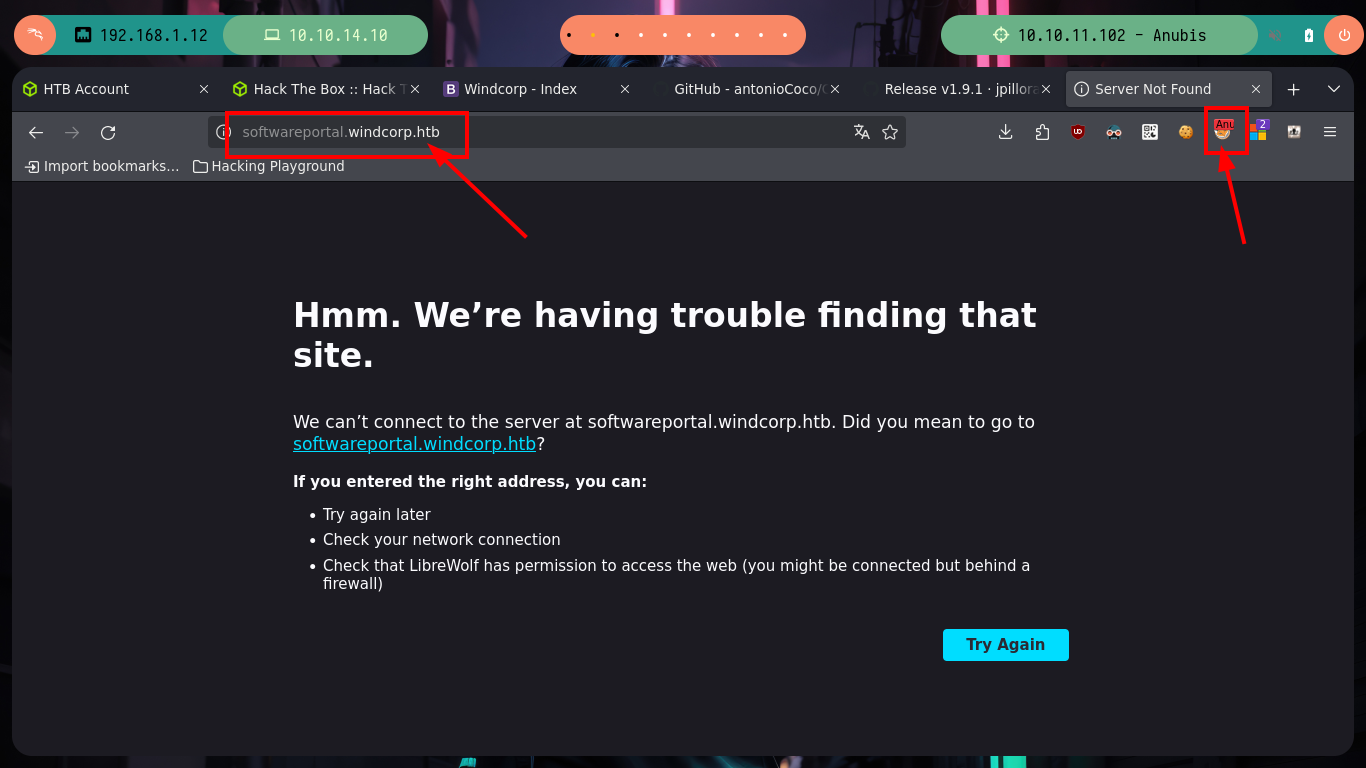 192.168.1.12
10.10.14.10
10.10.11.102 - Anubis
HTB Account
Hack The Box :: Hack T
Windcorp - Index
GitHub - antonioCoco/C
Release v1.9.1 · jpillora
Server Not Found
softwareportal.windcorp.htb
Anu
2
Import bookmarks...
Hacking Playground
Hmm. We’re having trouble finding that
site.
We can’t connect to the server at softwareportal.windcorp.htb. Did you mean to go to
softwareportal.windcorp.htb?
If you entered the right address, you can:
• Try again later
• Check your network connection
• Check that LibreWolf has permission to access the web (you might be connected but behind a
firewall)
Try Again